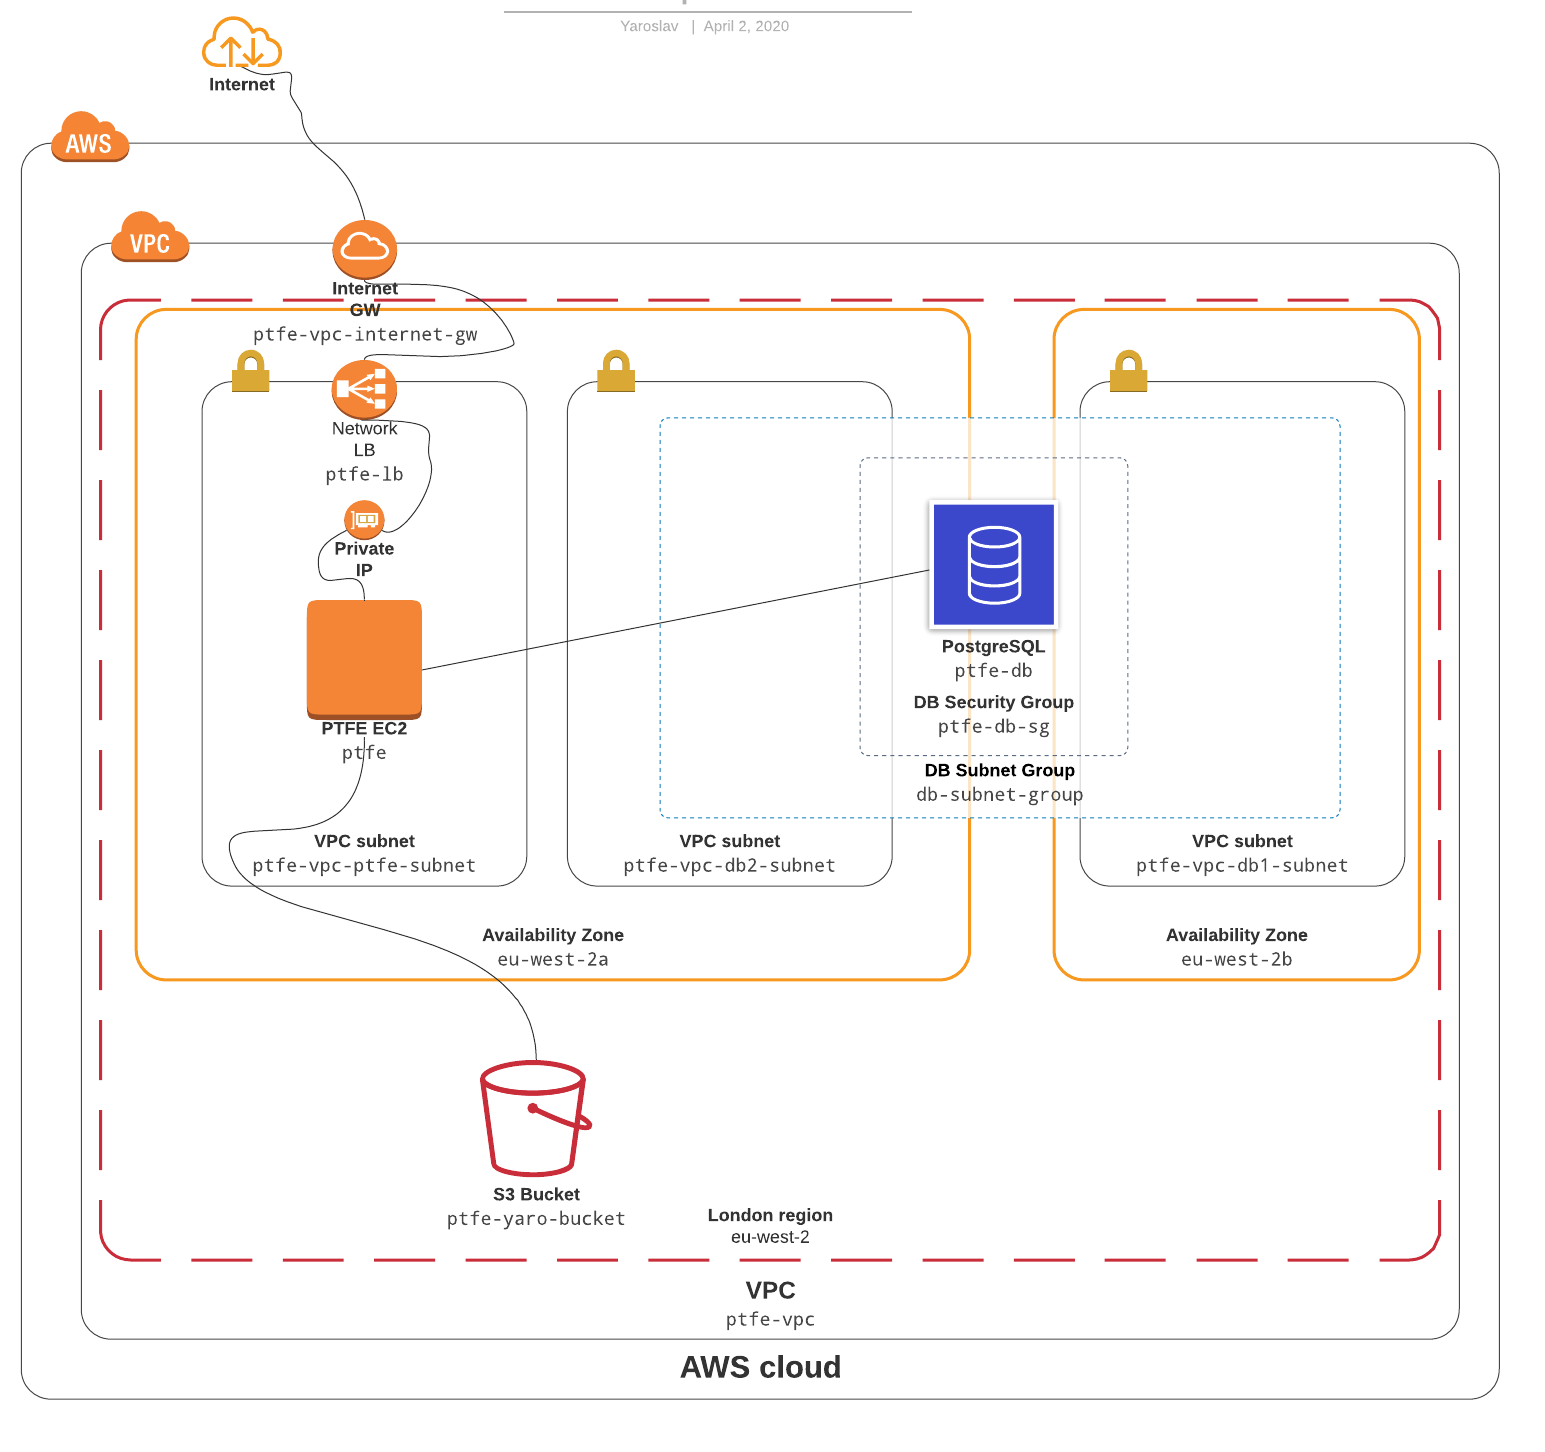 Yaroslav | April 2, 2020
Internet
AWS
VPC
Internet
GW
ptfe-vpc-internet-gw
Network
LB
ptfe-lb
Private
IP
PTFE EC2
ptfe
PostgreSQL
ptfe-db
DB Security Group
ptfe-db-sg
DB Subnet Group
db-subnet-group
VPC subnet
ptfe-vpc-ptfe-subnet
VPC subnet
ptfe-vpc-db2-subnet
VPC subnet
ptfe-vpc-db1-subnet
Availability Zone
eu-west-2a
Availability Zone
eu-west-2b
S3 Bucket
ptfe-yaro-bucket
London region
eu-west-2
VPC
ptfe-vpc
AWS cloud